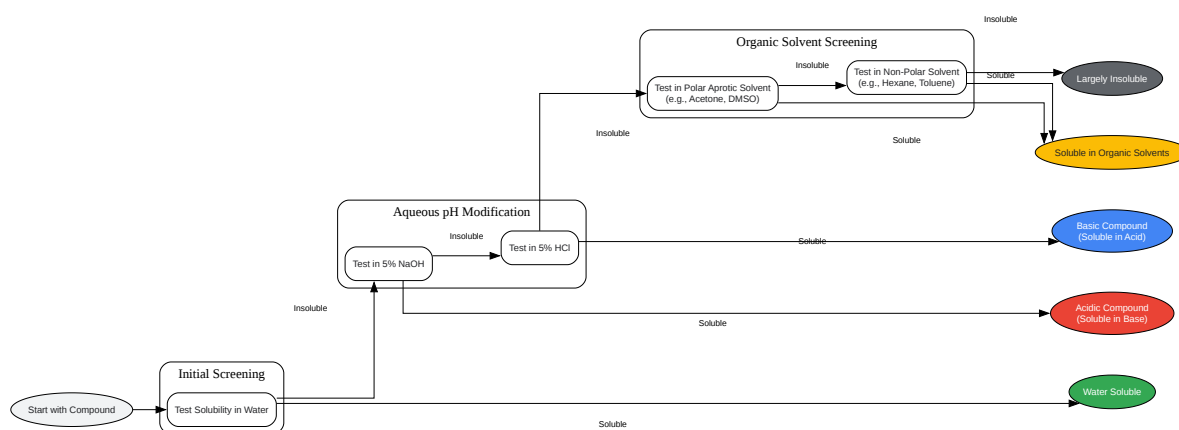 Insoluble
Organic Solvent Screening
Insoluble
Test in Non-Polar Solvent
(e.g., Hexane, Toluene)
Soluble
Largely Insoluble
Test in Polar Aprotic Solvent
(e.g., Acetone, DMSO)
Insoluble
Soluble
Soluble in Organic Solvents
Aqueous pH Modification
Insoluble
Test in 5% HCl
Test in 5% NaOH
Soluble
Basic Compound
(Soluble in Acid)
Insoluble
Soluble
Acidic Compound
(Soluble in Base)
Initial Screening
Start with Compound
Test Solubility in Water
Water Soluble
Soluble